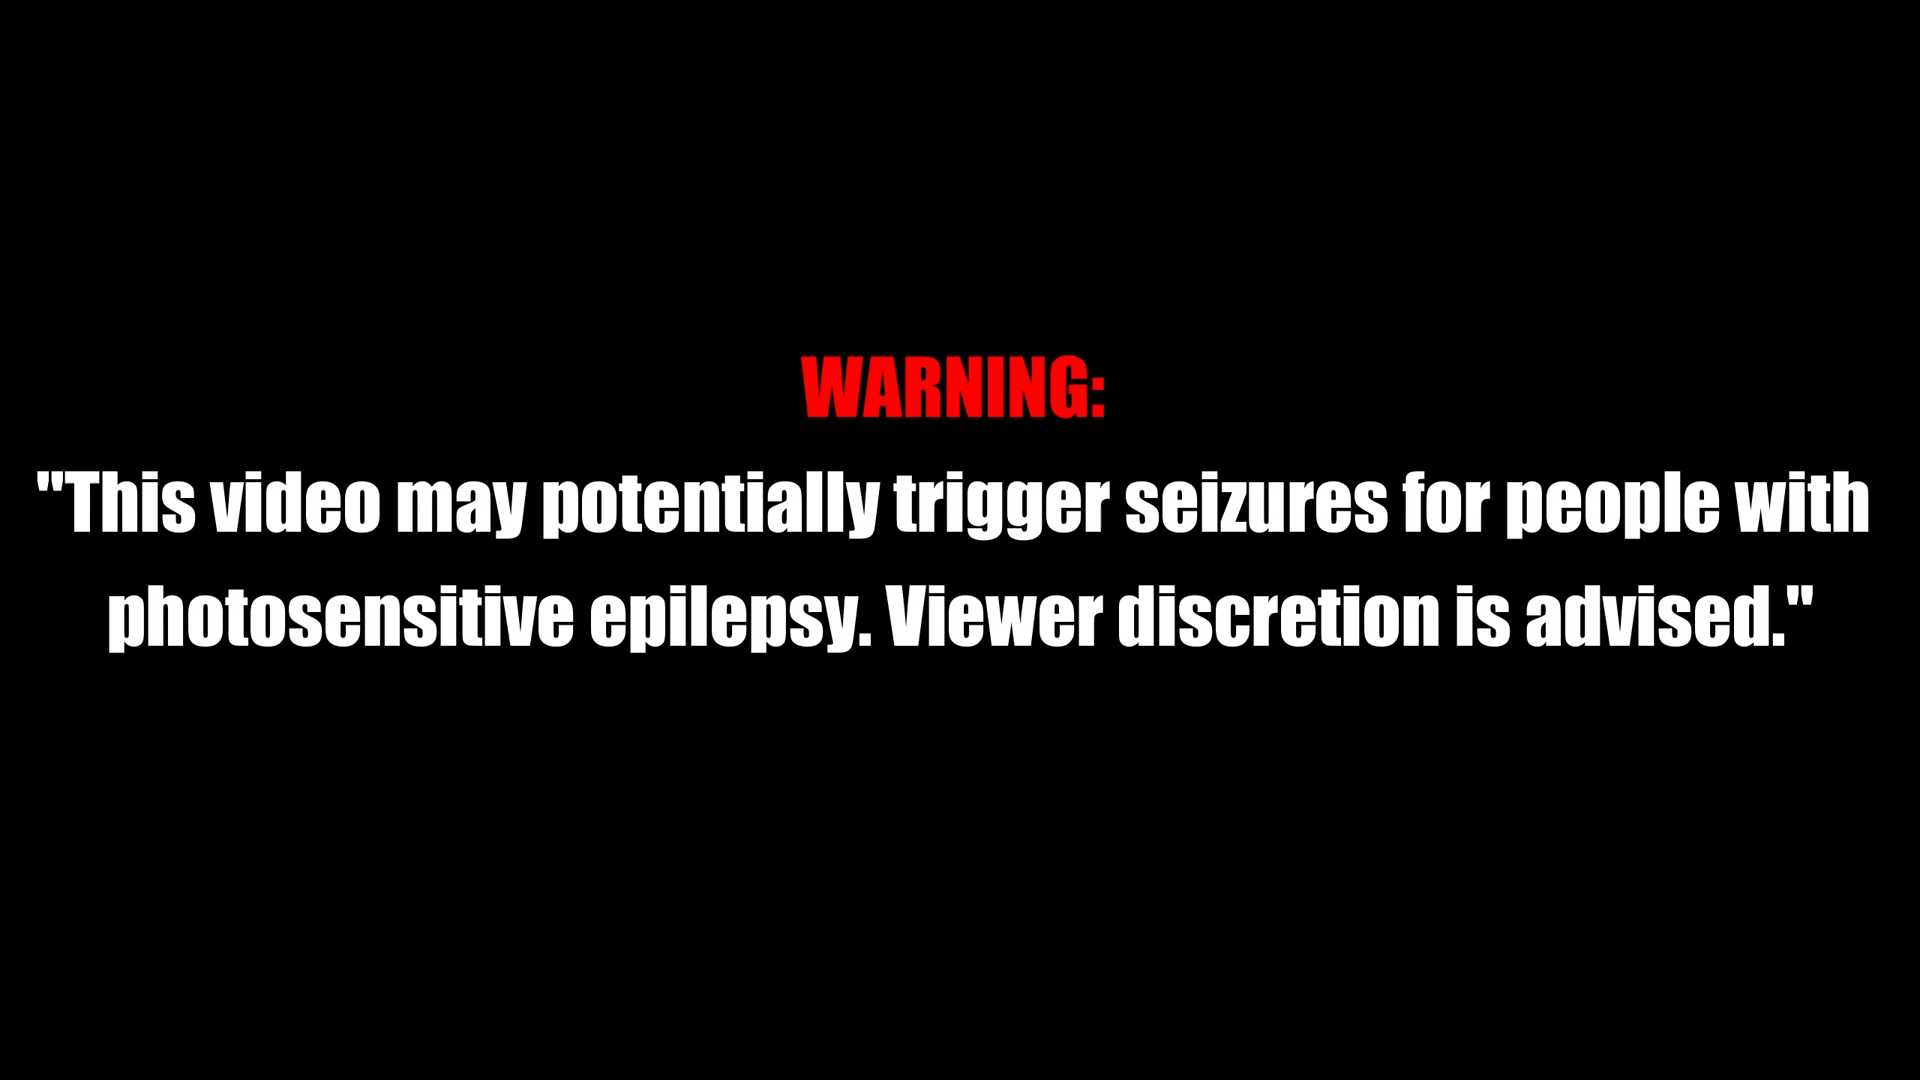 WARNING:
"This video may potentially trigger seizures for people with
photosensitive epilepsy. Viewer discretion is advised."